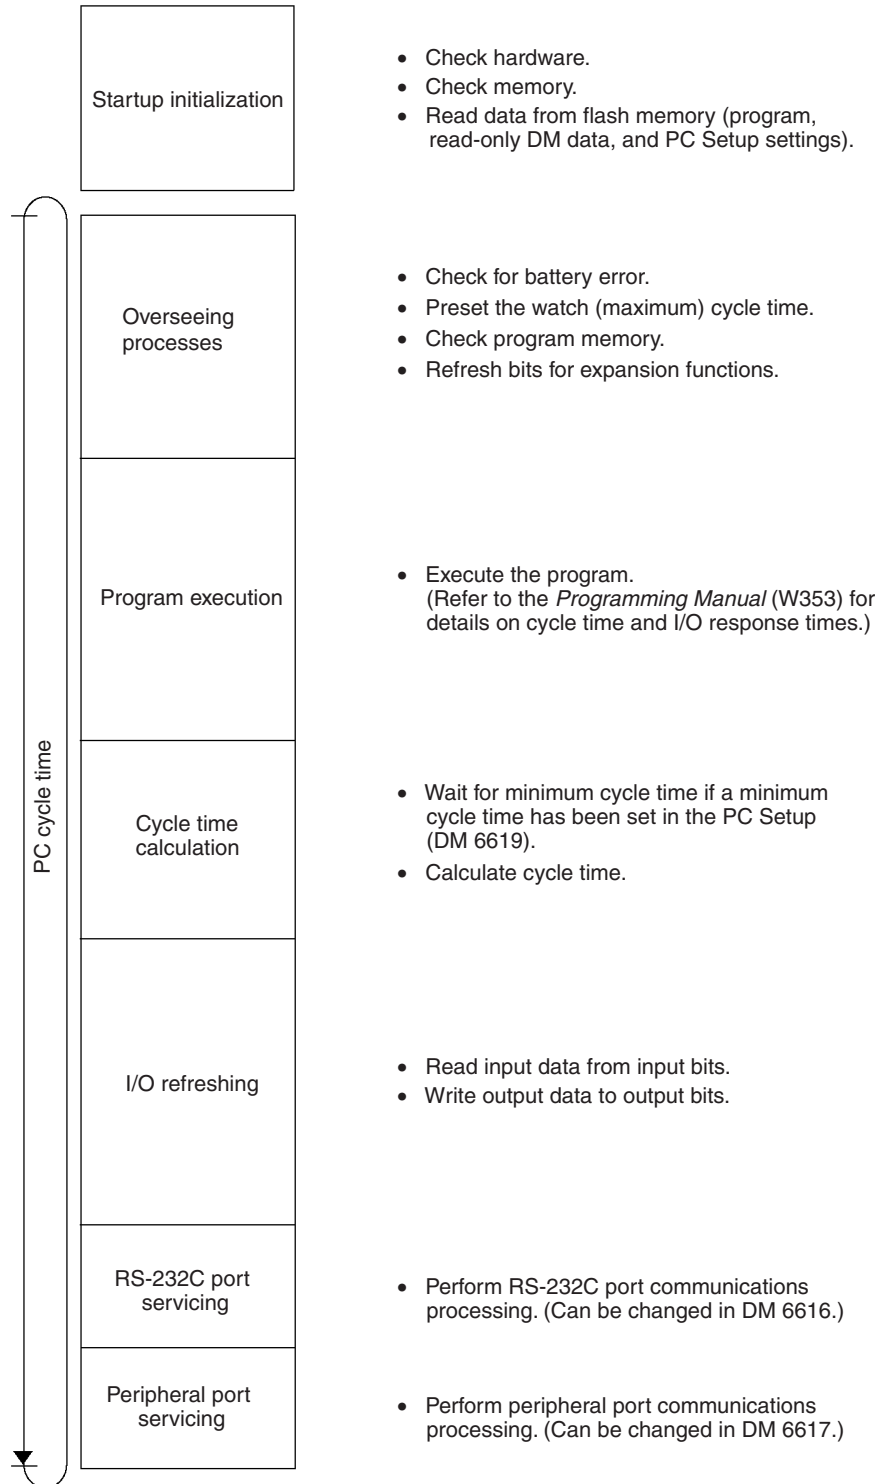 Startup initialization
• Check hardware.
• Check memory.
• Read data from flash memory (program,
read-only DM data, and PC Setup settings).
PC cycle time
Overseeing
processes
• Check for battery error.
• Preset the watch (maximum) cycle time.
• Check program memory.
• Refresh bits for expansion functions.
Program execution
• Execute the program.
(Refer to the Programming Manual (W353) for
details on cycle time and I/O response times.)
Cycle time
calculation
• Wait for minimum cycle time if a minimum
cycle time has been set in the PC Setup
(DM 6619).
• Calculate cycle time.
I/O refreshing
• Read input data from input bits.
• Write output data to output bits.
RS-232C port
servicing
• Perform RS-232C port communications
processing. (Can be changed in DM 6616.)
Peripheral port
servicing
• Perform peripheral port communications
processing. (Can be changed in DM 6617.)